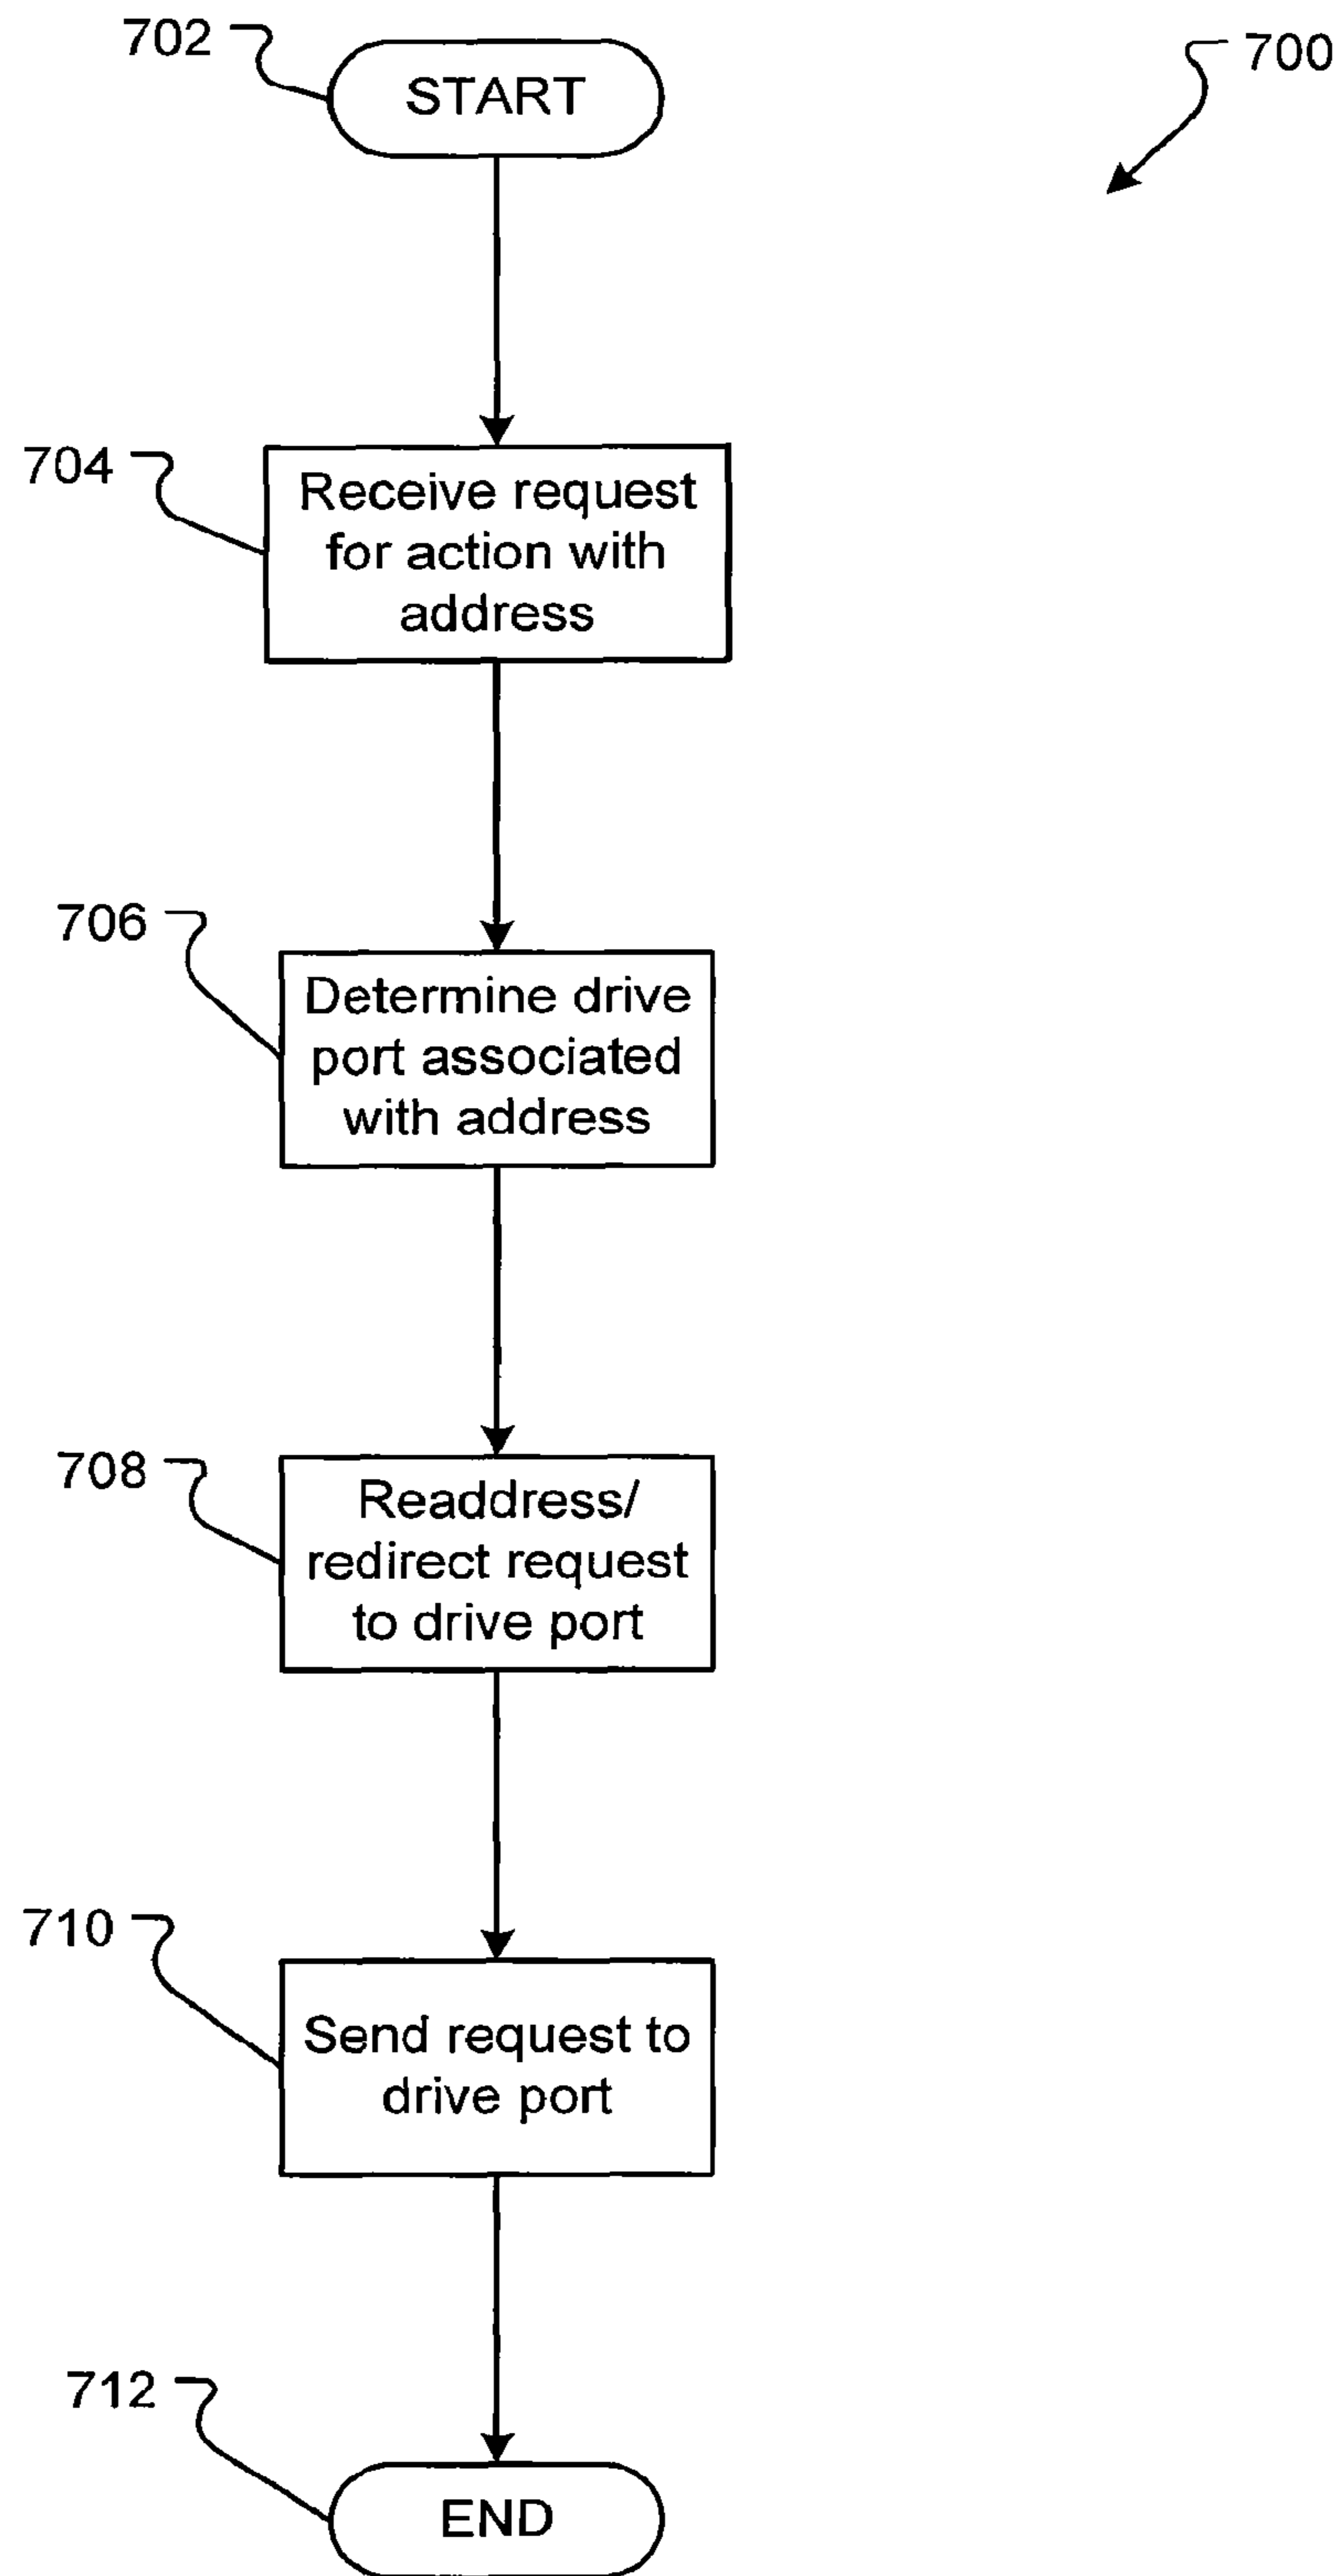 702
START
700
704
Receive request
for action with
address
706
Determine drive
port associated
with address
708
Readdress/
redirect request
to drive port
710
Send request to
drive port
712
END